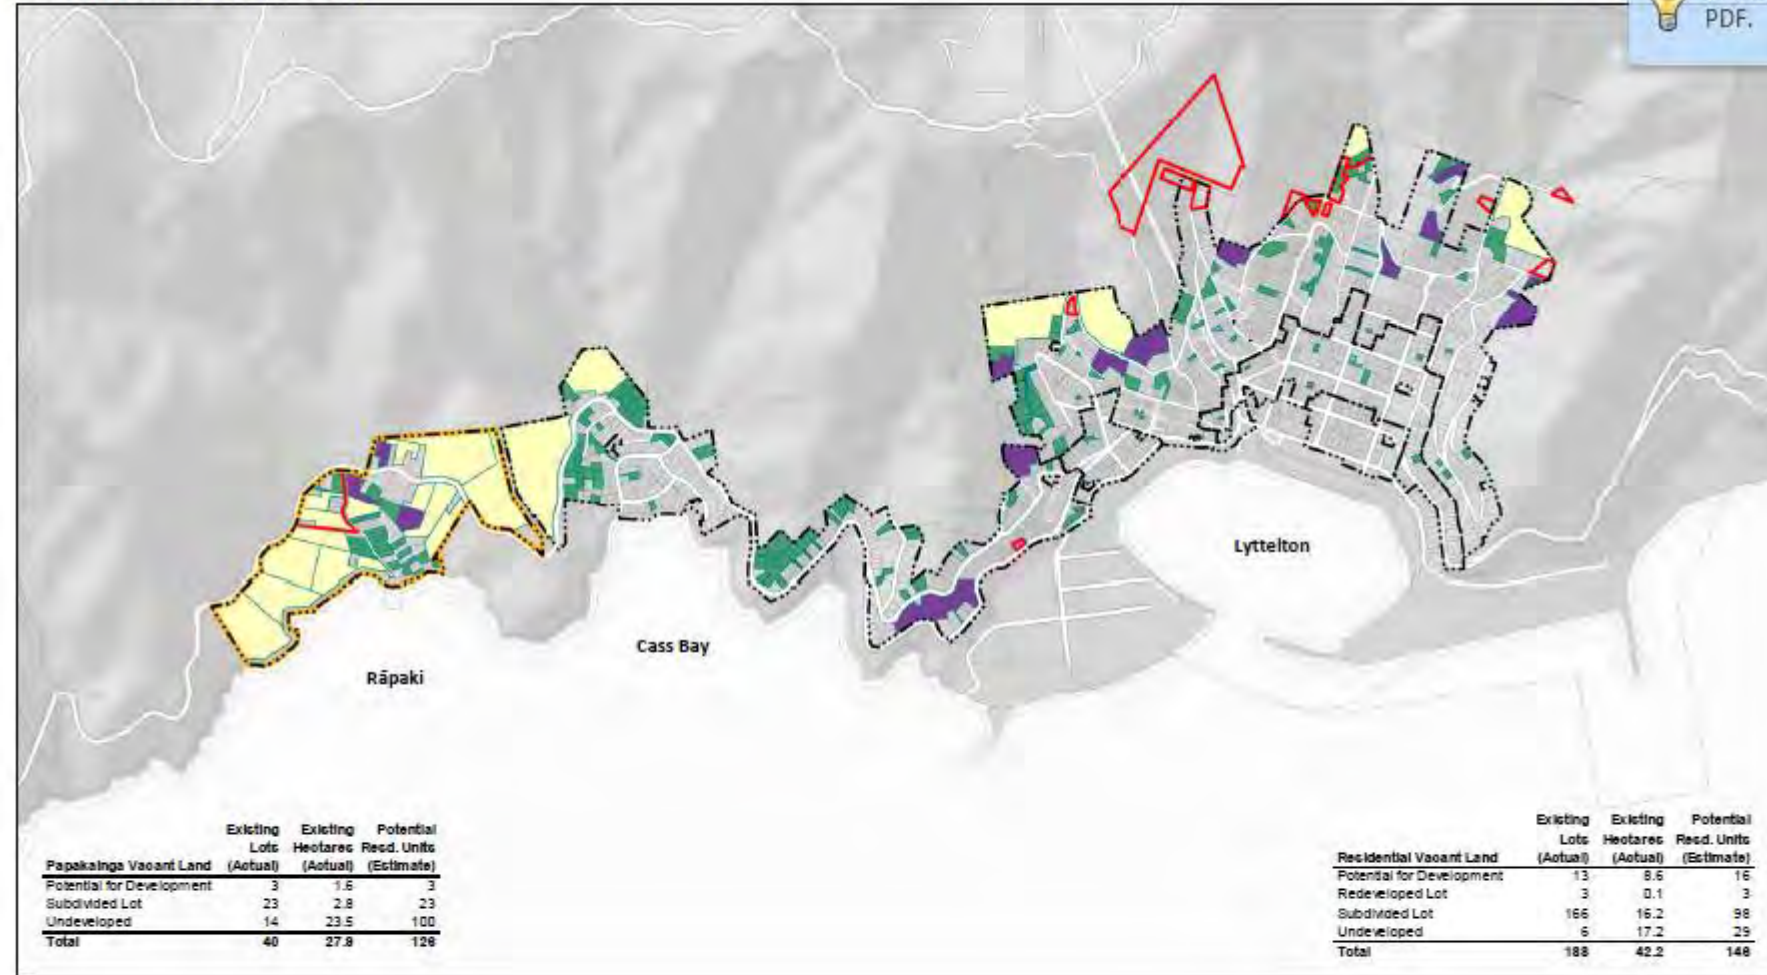 PDF.
Lyttelton
Cass Bay
Rāpaki
Existing Existing Potential
Lots Hectares Resd. Units
Papakainga Vacant Land (Actual) (Actual) (Estimate)
Potential for Development 3 1.6 3
Subdivided Lot 23 2.8 23
Undeveloped 14 23.5 100
Total 40 27.9 126
Existing Existing Potential
Lots Hectares Resd. Units
Residential Vacant Land (Actual) (Actual) (Estimate)
Potential for Development 13 8.6 16
Redeveloped Lot 3 0.1 3
Subdivided Lot 166 16.2 98
Undeveloped 6 17.2 29
Total 188 42.2 146